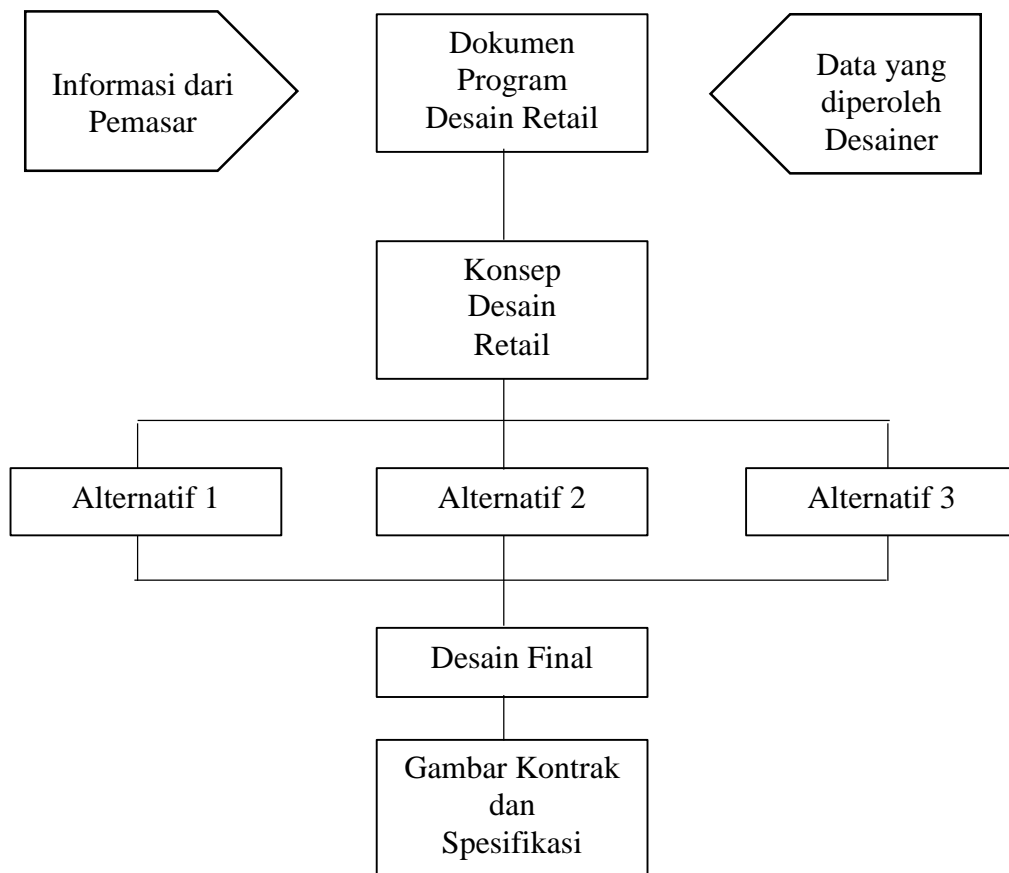 Informasi dari
Pemasar
Dokumen
Program
Desain Retail
Data yang
diperoleh
Desainer
Konsep
Desain
Retail
Alternatif 1
Alternatif 2
Alternatif 3
Desain Final
Gambar Kontrak
dan
Spesifikasi